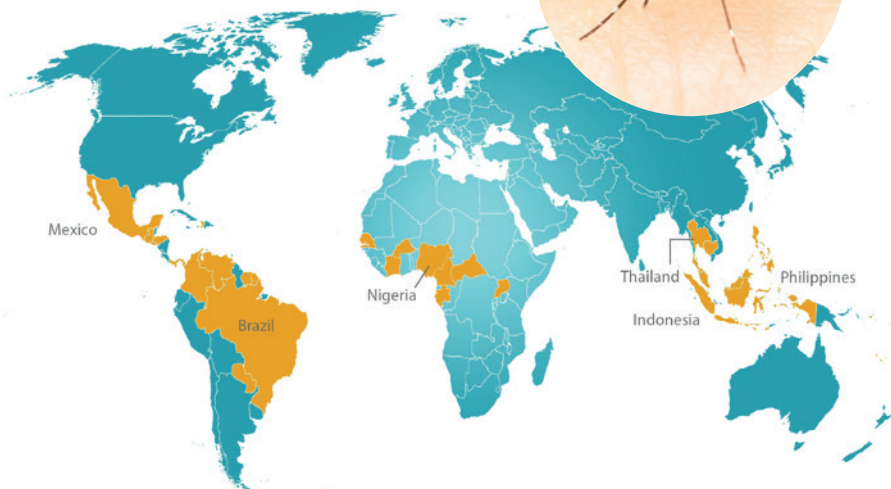 Mexico
Brazil
Nigeria
Thailand
Philippines
Indonesia